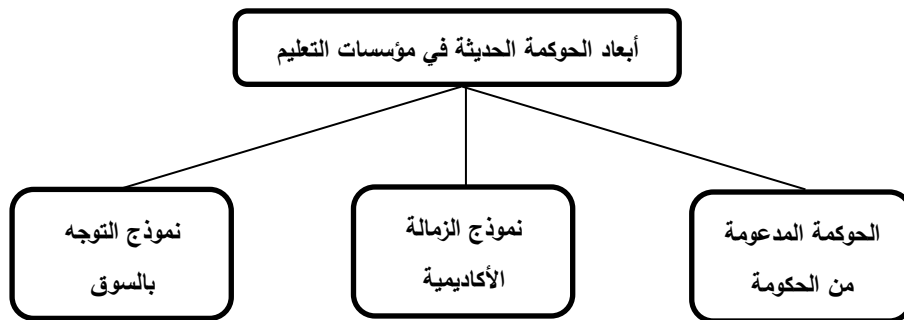 أبعاد الحوكمة الحديثة في مؤسسات التعليم
الحوكمة المدعومة
من الحكومة
نموذج الزمالة
الأكاديمية
نموذج التوجه
بالسوق